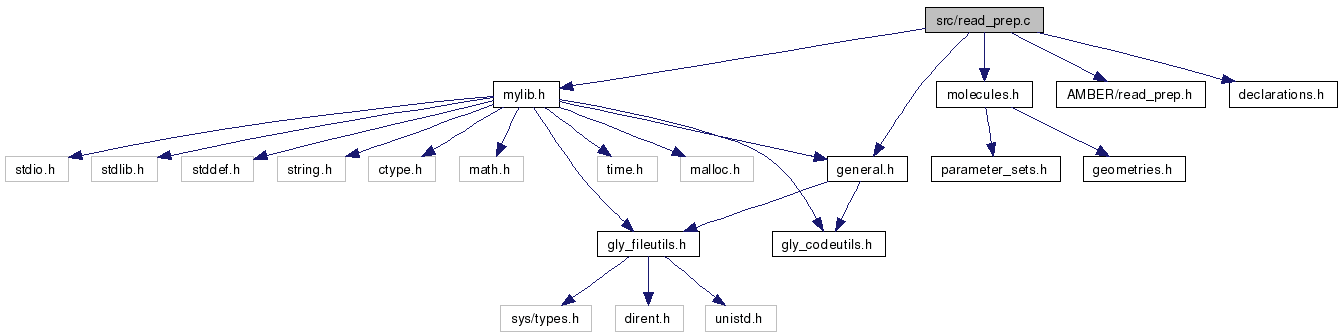 src/read_prep.c
mylib.h
molecules.h
AMBER/read_prep.h
declarations.h
stdio.h
stdlib.h
stddef.h
string.h
ctype.h
math.h
time.h
malloc.h
general.h
parameter_sets.h
geometries.h
gly_fileutils.h
gly_codeutils.h
sys/types.h
dirent.h
unistd.h